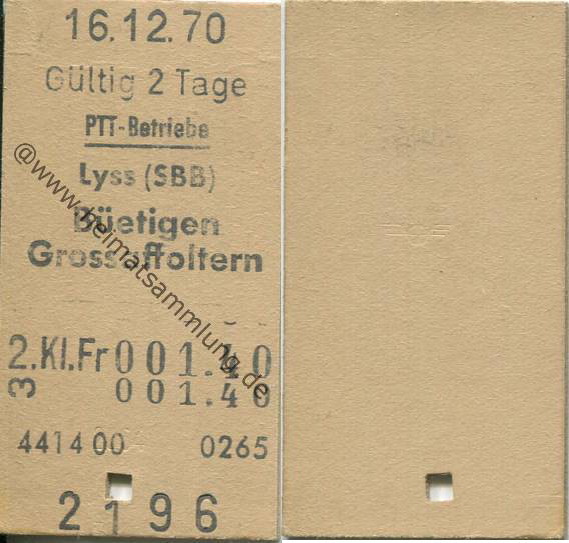 16.12.70
Gültig 2 Tage
PTT-Betriebe
Lyss (SBB)
Büetigen
Grossaffoltern
2.Kl.Fr 001.40
3 001.40
441400 0265
2196
@www.heimatsammlung.de